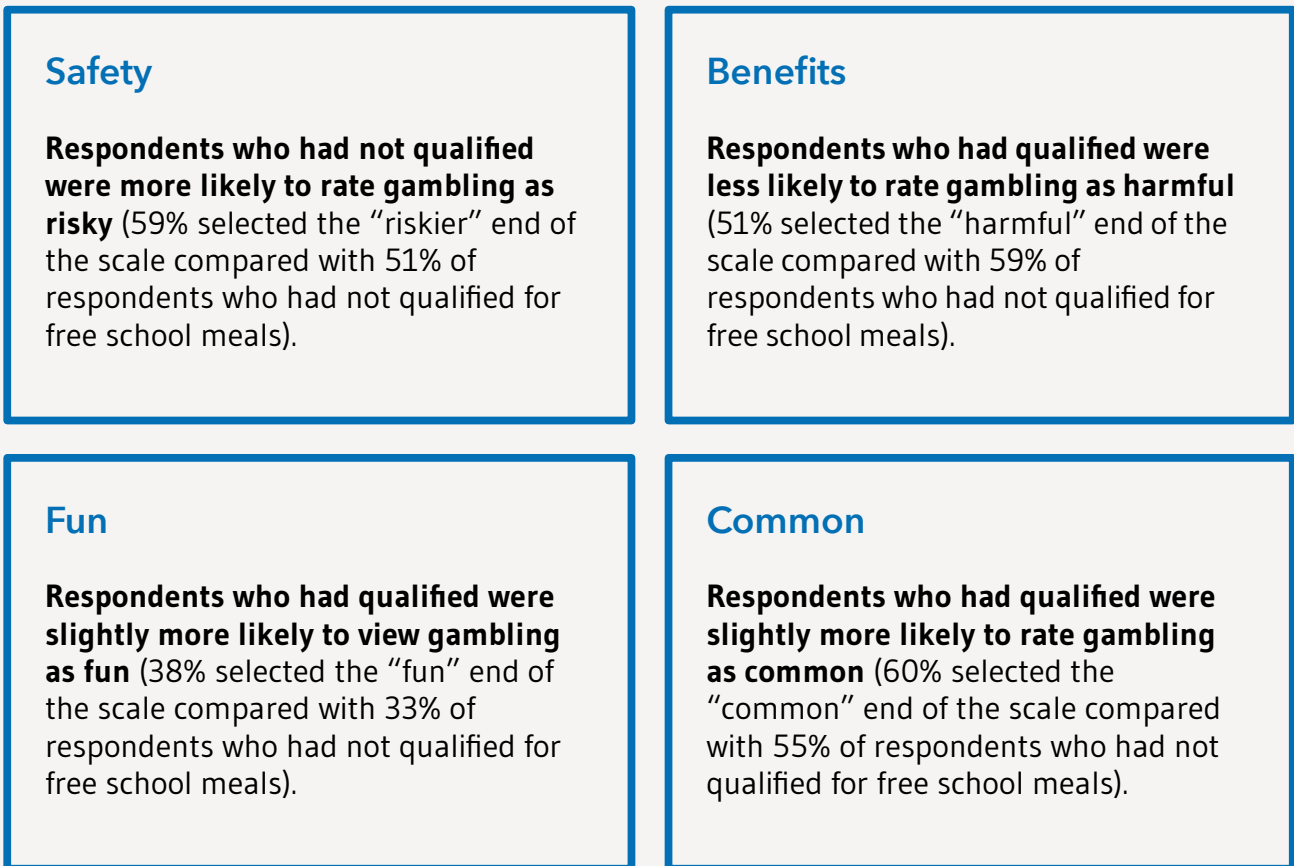 Safety
Respondents who had not qualified
were more likely to rate gambling as
risky (59% selected the “riskier” end of
the scale compared with 51% of
respondents who had not qualified for
free school meals).
Benefits
Respondents who had qualified were
less likely to rate gambling as harmful
(51% selected the “harmful” end of the
scale compared with 59% of
respondents who had not qualified for
free school meals).
Fun
Respondents who had qualified were
slightly more likely to view gambling
as fun (38% selected the “fun” end of
the scale compared with 33% of
respondents who had not qualified for
free school meals).
Common
Respondents who had qualified were
slightly more likely to rate gambling
as common (60% selected the
“common” end of the scale compared
with 55% of respondents who had not
qualified for free school meals).